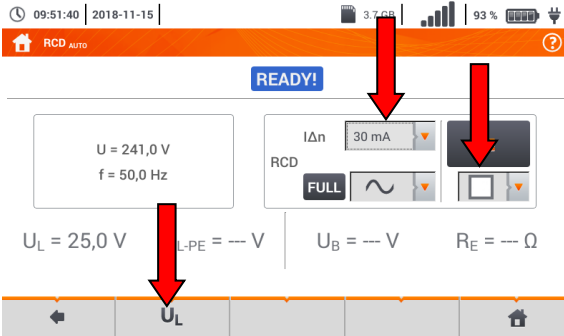 09:51:40 2018-11-15 3.7 GB 93 %
RCD AUTO
READY!
U = 241,0 V
f = 50,0 Hz
IΔn 30 mA
RCD
FULL
UL = 25,0 V L-PE = --- V UB = --- V RE = --- Ω
UL